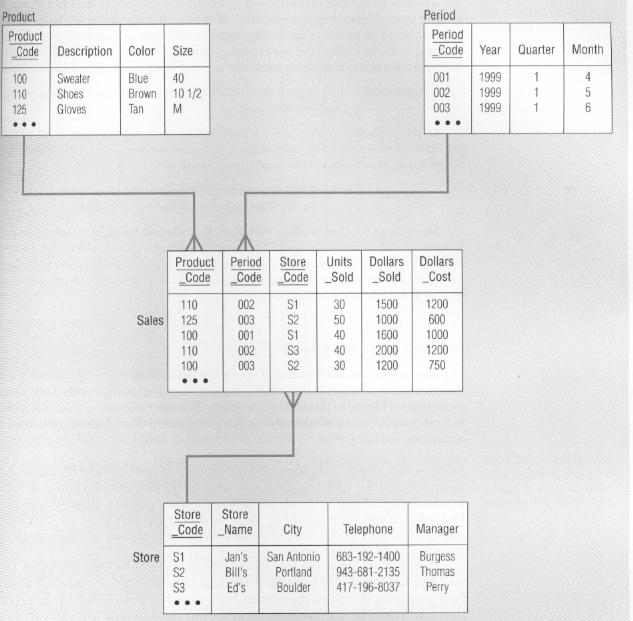 Product
Product _Code Description Color Size
100 Sweater Blue 40
110 Shoes Brown 10 1/2
125 Gloves Tan M
• • •
Period
Period _Code Year Quarter Month
001 1999 1 4
002 1999 1 5
003 1999 1 6
• • •
Sales
Product _Code Period _Code Store _Code Units _Sold Dollars _Sold Dollars _Cost
110 002 S1 30 1500 1200
125 003 S2 50 1000 600
100 001 S1 40 1600 1000
110 002 S3 40 2000 1200
100 003 S2 30 1200 750
• • •
Store
Store _Code Store _Name City Telephone Manager
S1 Jan's San Antonio 683-192-1400 Burgess
S2 Bill's Portland 943-681-2135 Thomas
S3 Ed's Boulder 417-196-8037 Perry
• • •